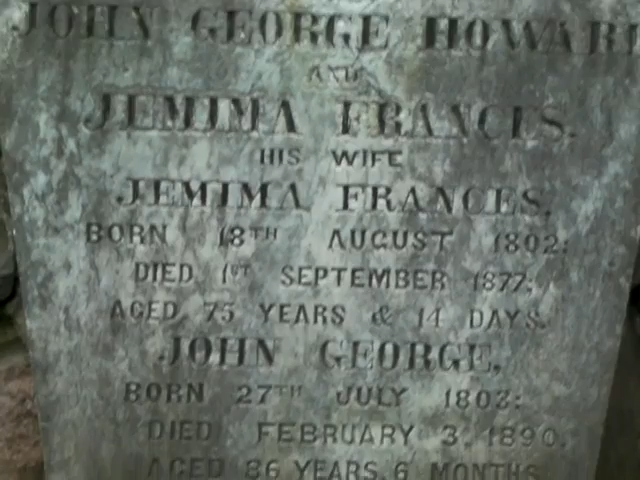 JOHN GEORGE HOWARD
AND
JEMIMA FRANCES.
HIS WIFE
JEMIMA FRANCES,
BORN 18TH AUGUST 1802:
DIED 1ST SEPTEMBER 1877:
AGED 75 YEARS & 14 DAYS.
JOHN GEORGE,
BORN 27TH JULY 1803:
DIED FEBRUARY 3. 1890.
AGED 86 YEARS, 6 MONTHS